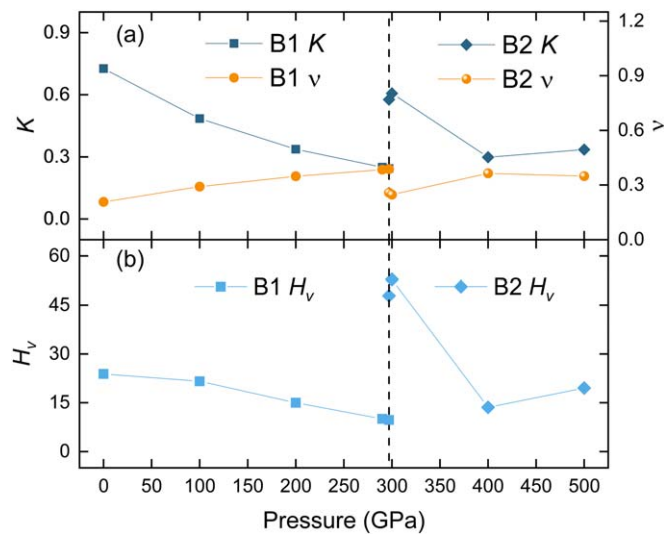 (a)
B1 K
B1 ν
B2 K
B2 ν
0.9
0.6
0.3
0.0
K
1.2
0.9
0.6
0.3
0.0
ν
(b)
B1 Hv
B2 Hv
60
45
30
15
0
Hv
0 50 100 150 200 250 300 350 400 450 500
Pressure (GPa)